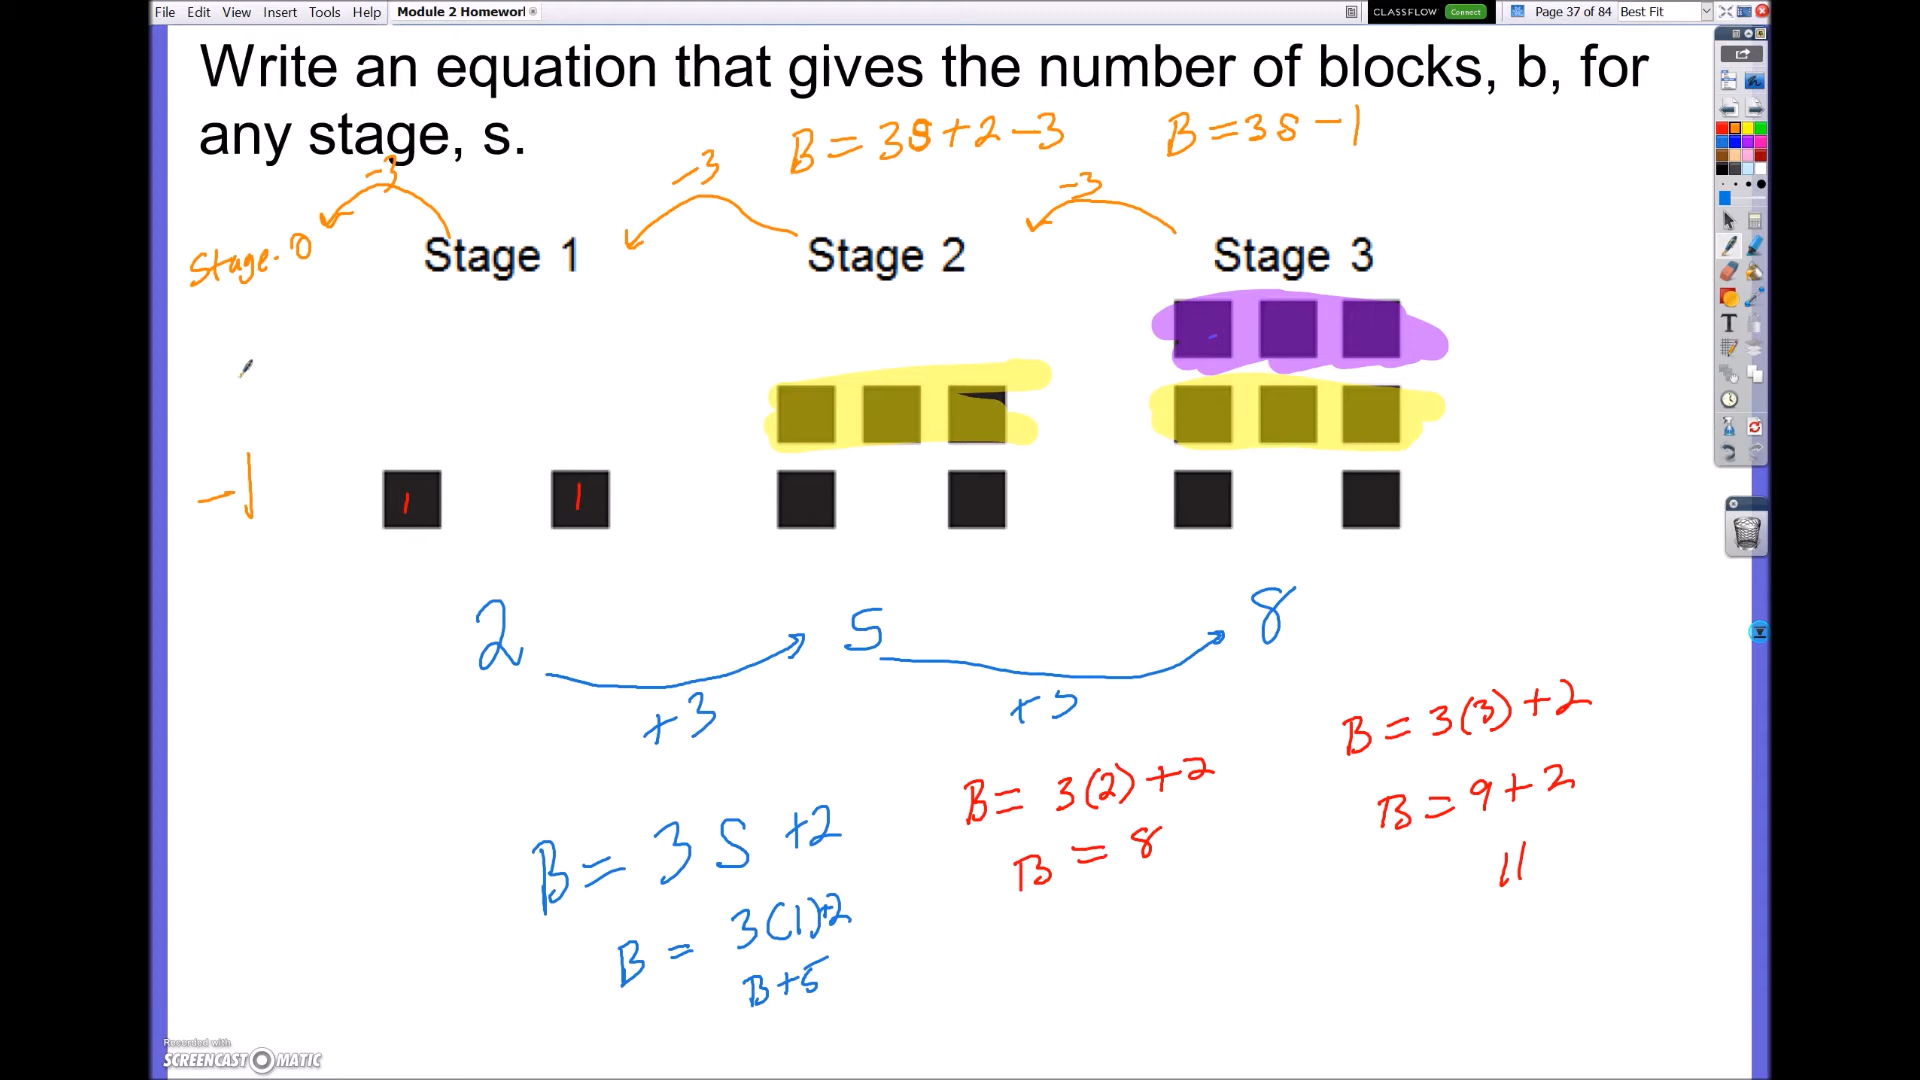 File Edit View Insert Tools Help Module 2 Homework CLASSFLOW Connect Page 37 of 84 Best Fit
Write an equation that gives the number of blocks, b, for
any stage, s.
B = 3S + 2 - 3 B = 3S - 1
-3 -3 -3
Stage 0 Stage 1 Stage 2 Stage 3
-1 1 1
2 5 8
+3 +3
B = 3(3) + 2
B = 3(2) + 2
B = 9 + 2
B = 3 S + 2
B = 8
11
B = 3(1)+2
B + 5
Recorded with
SCREENCAST MATIC
T